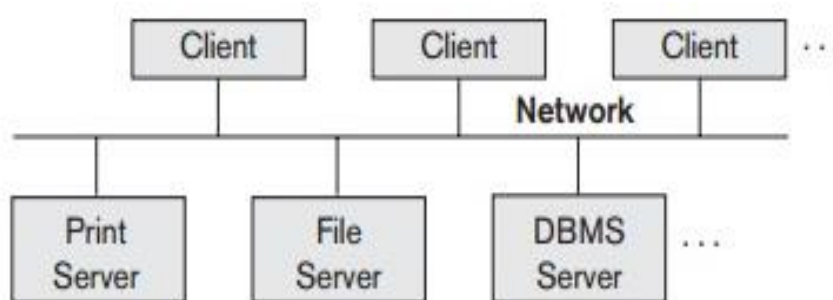 Client Client Client ..
Network
Print File DBMS ...
Server Server Server